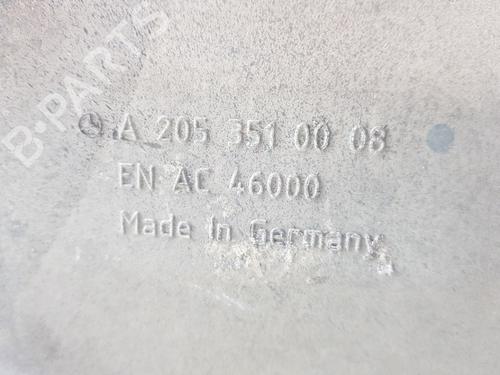 B-PARTS
A 205 351 00 08
EN AC 46000
Made In Germany